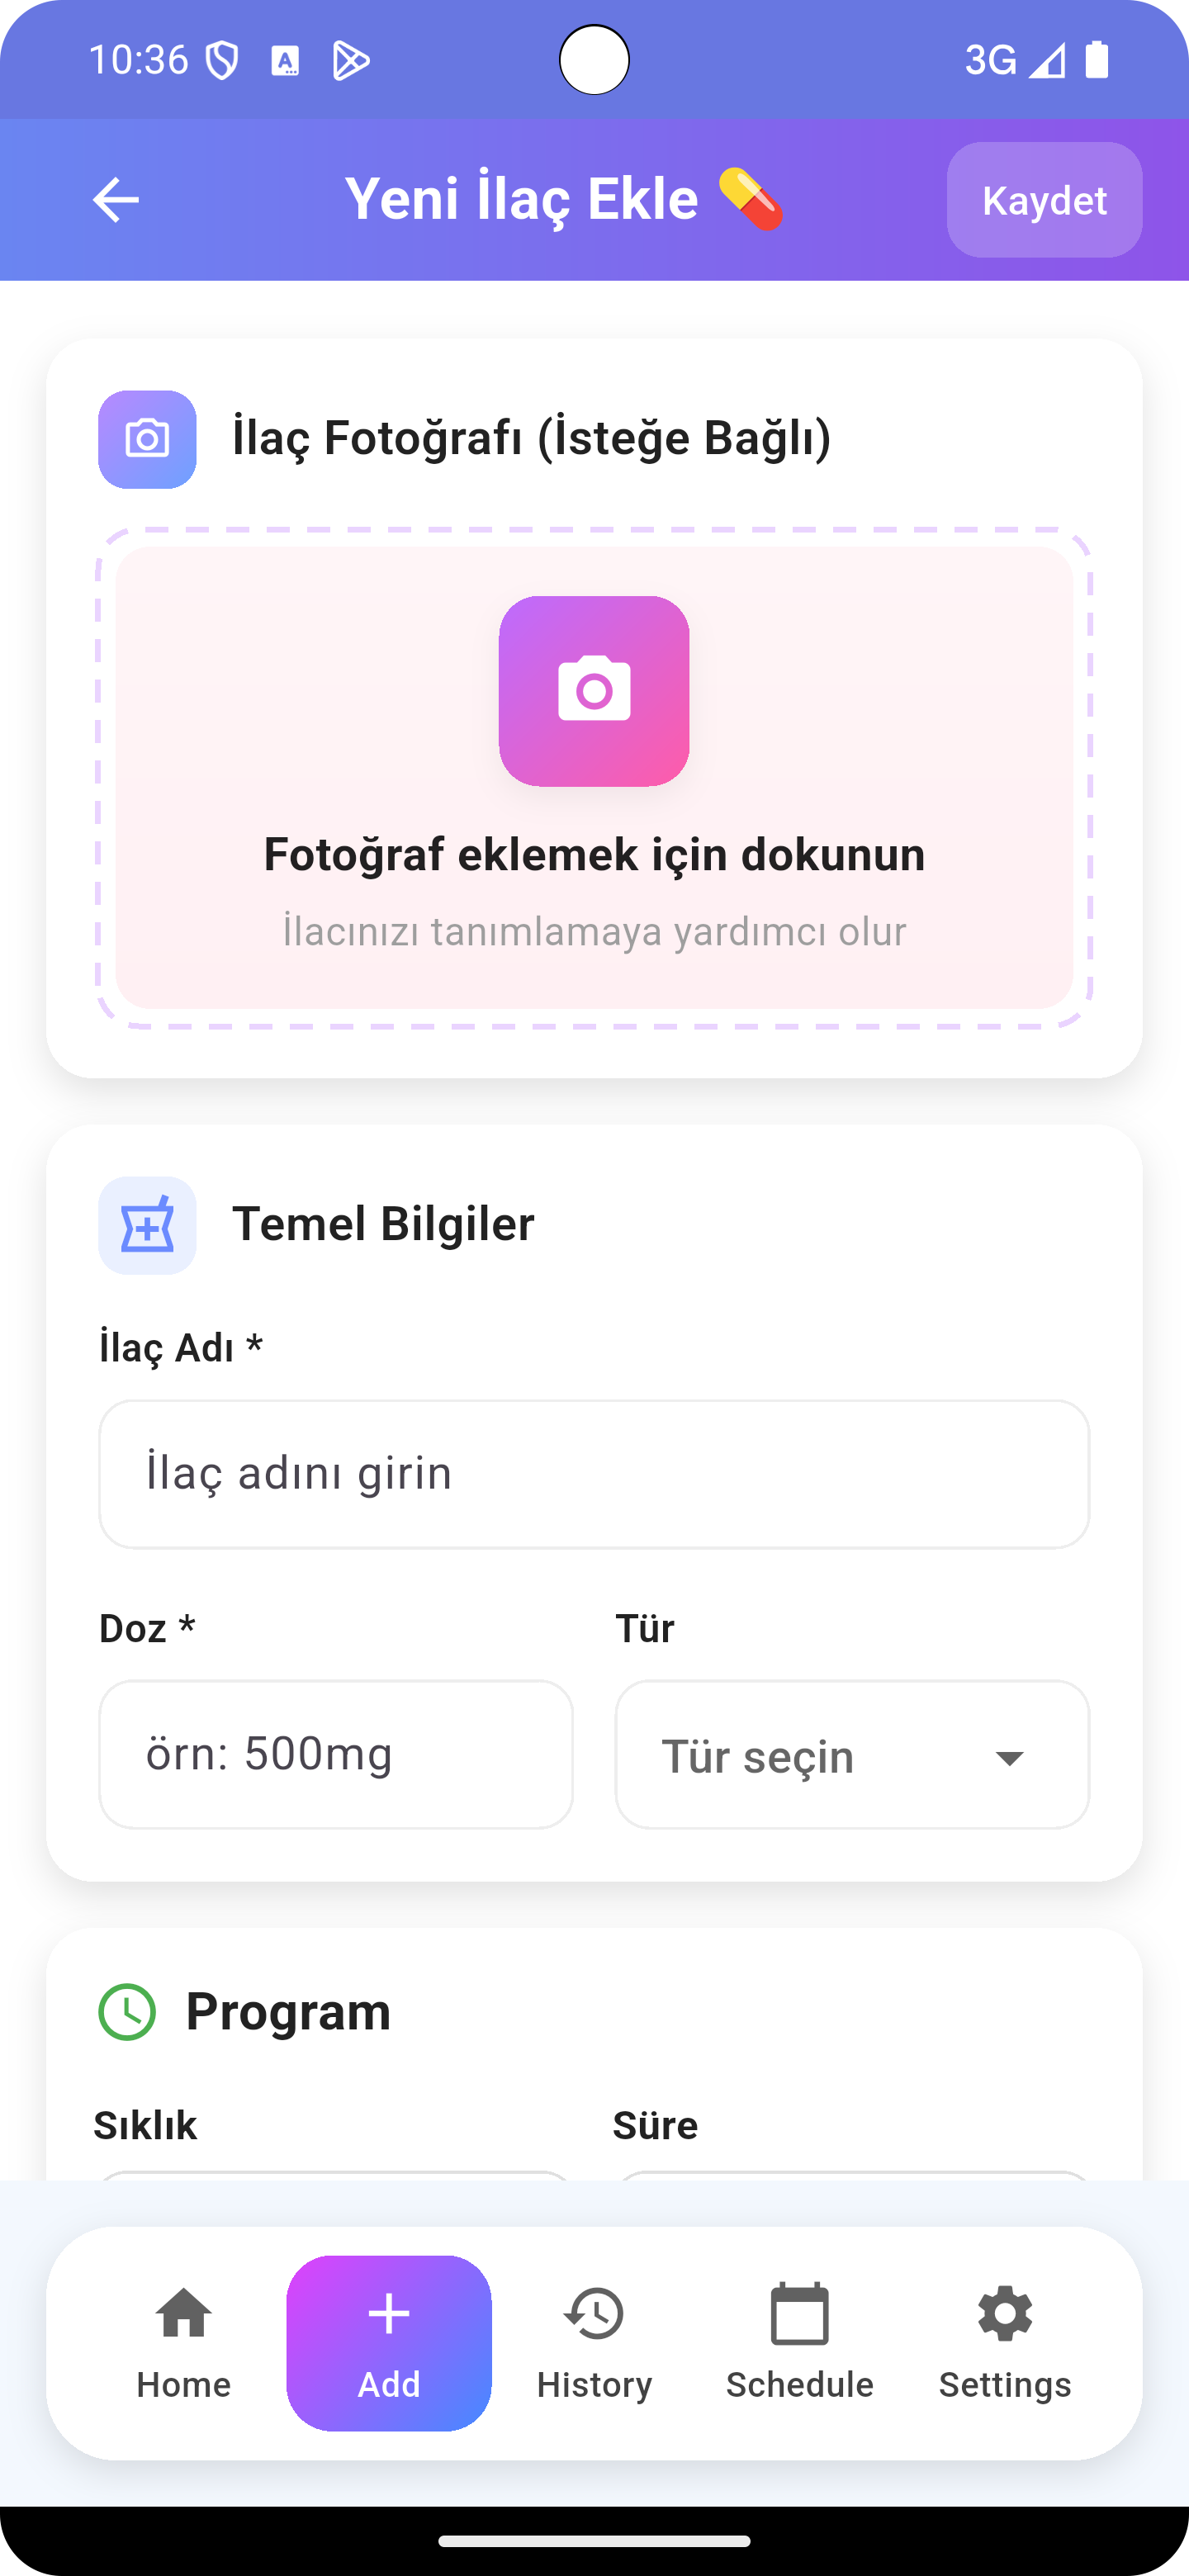 10:36
3G
Yeni İlaç Ekle 💊
Kaydet
İlaç Fotoğrafı (İsteğe Bağlı)
Fotoğraf eklemek için dokunun
İlacınızı tanımlamaya yardımcı olur
Temel Bilgiler
İlaç Adı *
İlaç adını girin
Doz *
Tür
örn: 500mg
Tür seçin
Program
Sıklık
Süre
Home
Add
History
Schedule
Settings